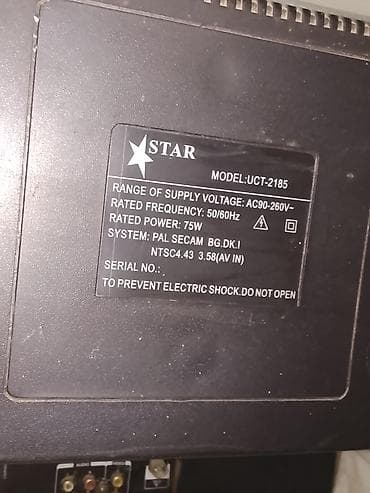 STAR
MODEL:UCT-2185
RANGE OF SUPPLY VOLTAGE: AC90-260V~
RATED FREQUENCY: 50/60Hz
RATED POWER: 75W
SYSTEM: PAL SECAM BG.DK.I
NTSC4.43 3.58(AV IN)
SERIAL NO.:
TO PREVENT ELECTRIC SHOCK.DO NOT OPEN
AUDIO